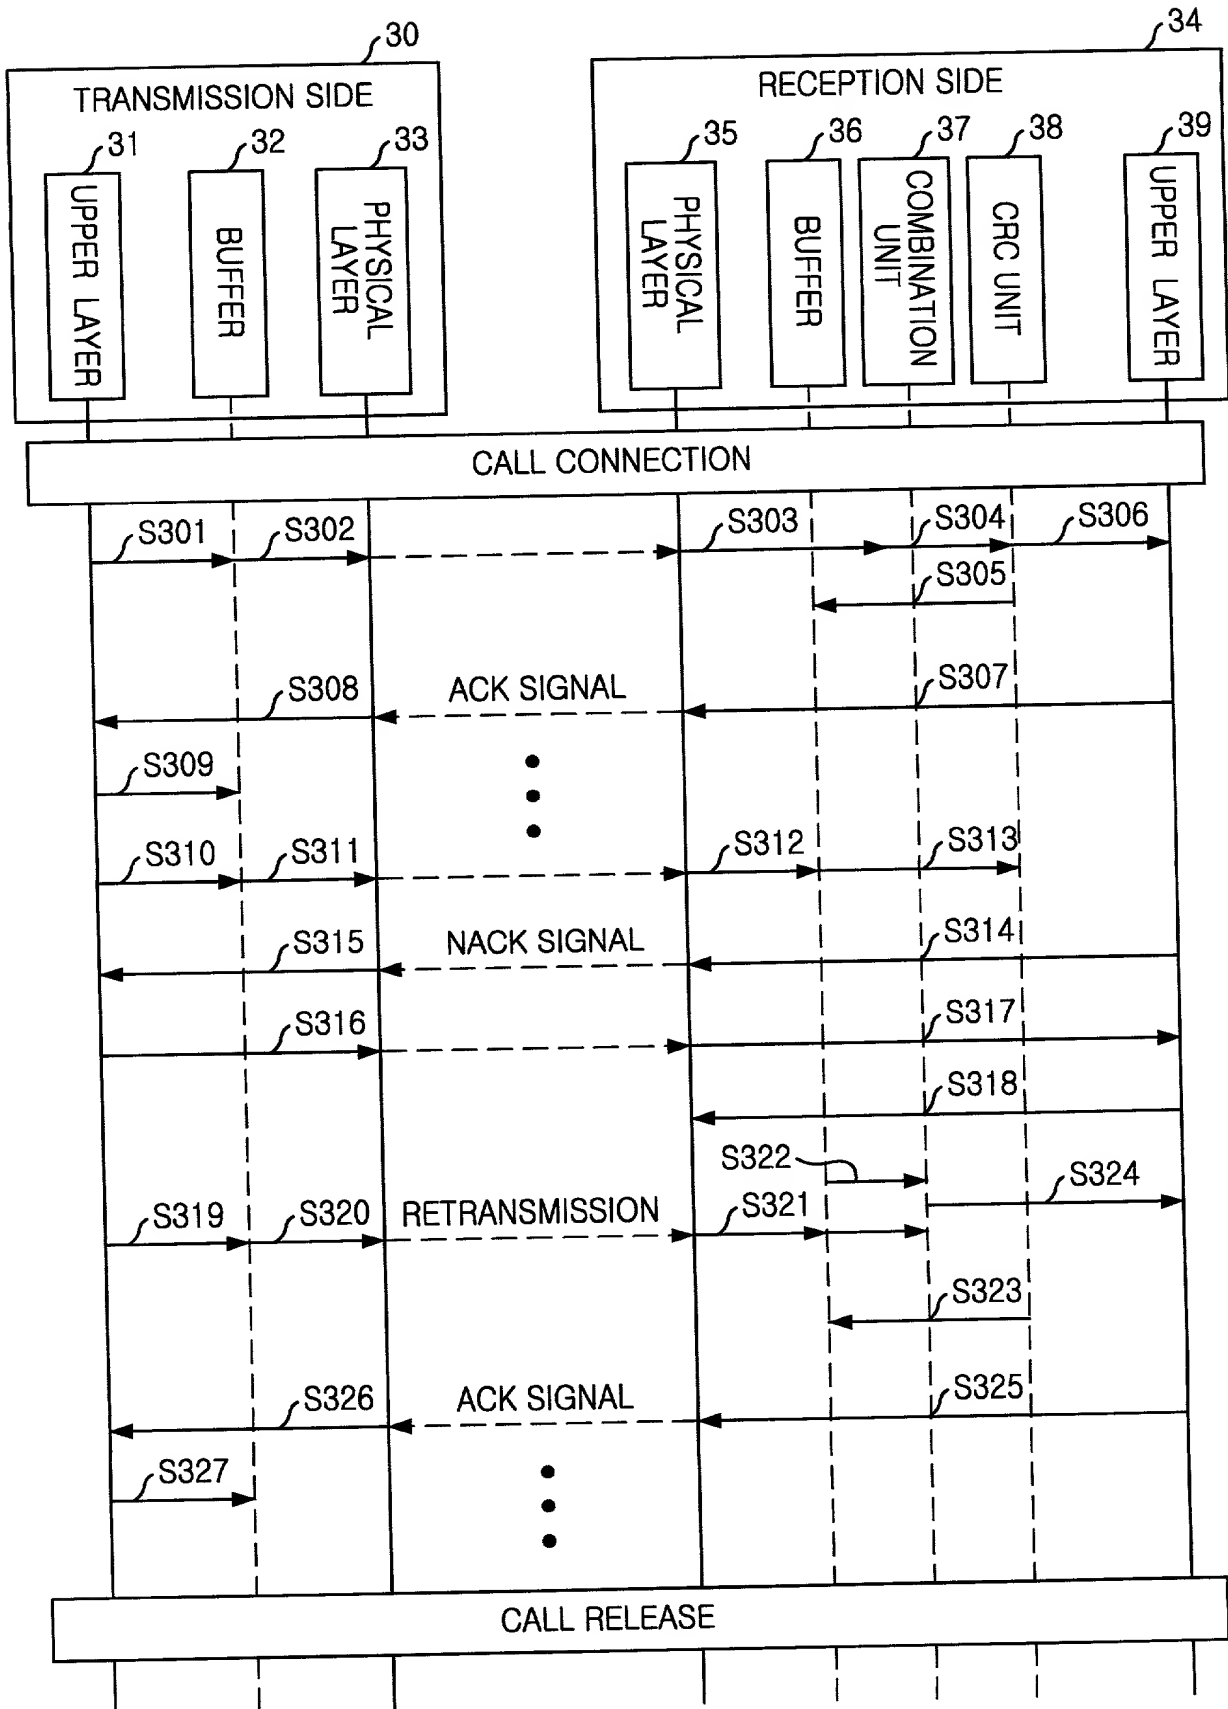 30
34
TRANSMISSION SIDE
RECEPTION SIDE
31
32
33
35
36
37
38
39
UPPER LAYER
BUFFER
PHYSICAL
LAYER
PHYSICAL
LAYER
BUFFER
COMBINATION
UNIT
CRC UNIT
UPPER LAYER
CALL CONNECTION
S301
S302
S303
S304
S306
S305
S308
ACK SIGNAL
S307
S309
S310
S311
S312
S313
S315
NACK SIGNAL
S314
S316
S317
S318
S322
S324
S319
S320
RETRANSMISSION
S321
S323
S326
ACK SIGNAL
S325
S327
CALL RELEASE